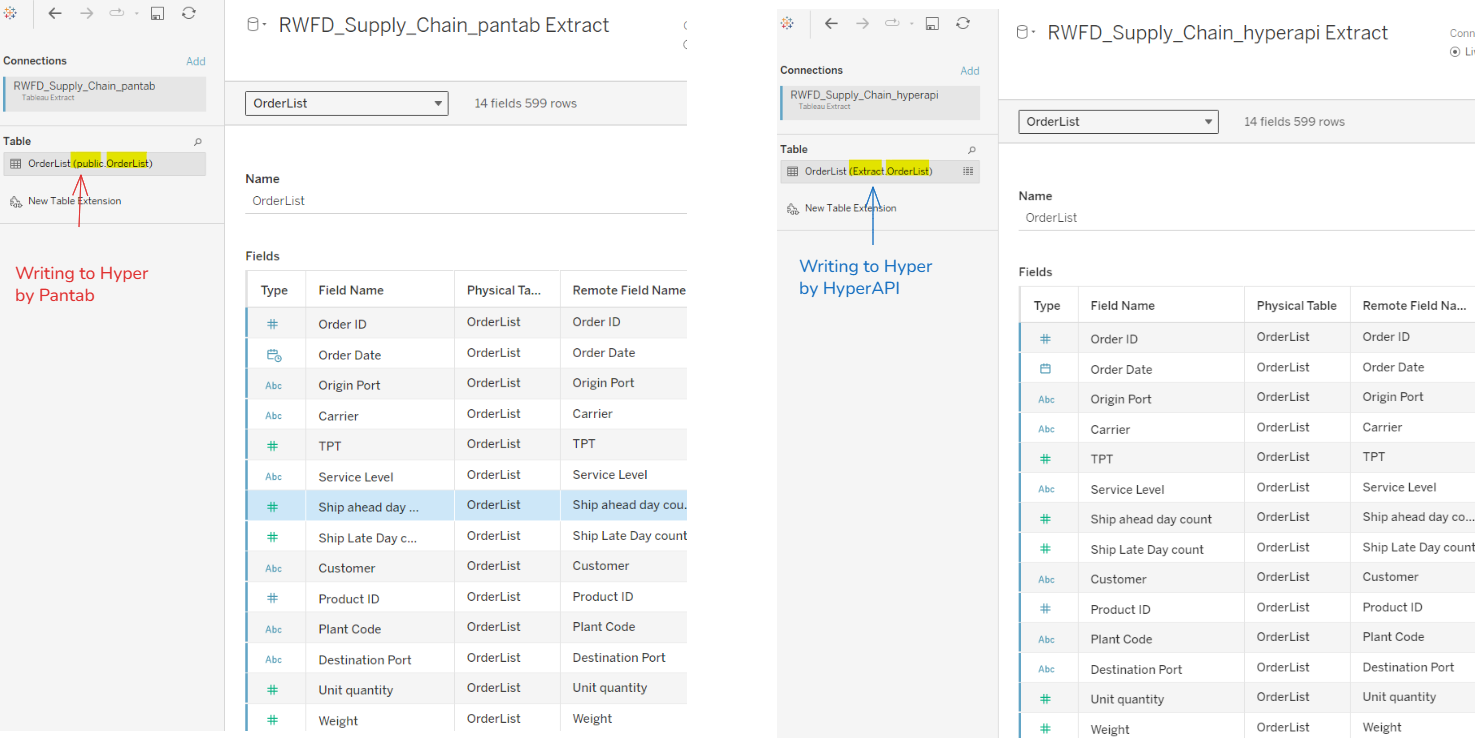 RWFD_Supply_Chain_pantab Extract
Connections
Add
RWFD_Supply_Chain_pantab
Tableau Extract
OrderList
14 fields 599 rows
Table
OrderList (public.OrderList)
New Table Extension
Writing to Hyper
by Pantab
Name
OrderList
Fields
Type Field Name Physical Ta... Remote Field Name
# Order ID OrderList Order ID
Order Date OrderList Order Date
Abc Origin Port OrderList Origin Port
Abc Carrier OrderList Carrier
# TPT OrderList TPT
Abc Service Level OrderList Service Level
# Ship ahead day ... OrderList Ship ahead day cou.
# Ship Late Day c... OrderList Ship Late Day count
Abc Customer OrderList Customer
# Product ID OrderList Product ID
Abc Plant Code OrderList Plant Code
Abc Destination Port OrderList Destination Port
# Unit quantity OrderList Unit quantity
# Weight OrderList Weight
RWFD_Supply_Chain_hyperapi Extract
Conn
Li
Connections
Add
RWFD_Supply_Chain_hyperapi
Tableau Extract
OrderList
14 fields 599 rows
Table
OrderList (Extract.OrderList)
New Table Extension
Writing to Hyper
by HyperAPI
Name
OrderList
Fields
Type Field Name Physical Table Remote Field Na...
# Order ID OrderList Order ID
Order Date OrderList Order Date
Abc Origin Port OrderList Origin Port
Abc Carrier OrderList Carrier
# TPT OrderList TPT
Abc Service Level OrderList Service Level
# Ship ahead day count OrderList Ship ahead day co...
# Ship Late Day count OrderList Ship Late Day count
Abc Customer OrderList Customer
# Product ID OrderList Product ID
Abc Plant Code OrderList Plant Code
Abc Destination Port OrderList Destination Port
# Unit quantity OrderList Unit quantity
# Weight OrderList Weight